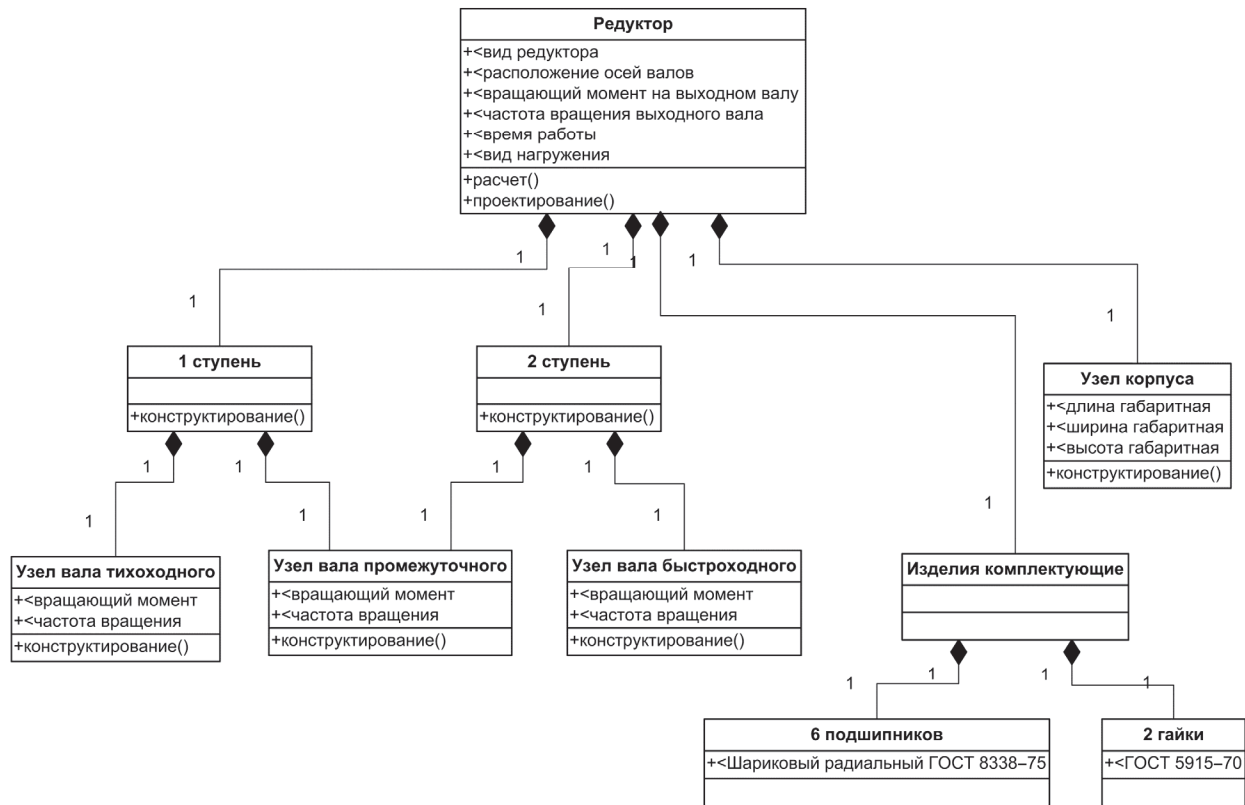 Редуктор
+<вид редуктора
+<расположение осей валов
+<вращающий момент на выходном валу
+<частота вращения выходного вала
+<время работы
+<вид нагружения
+расчет()
+проектирование()
1
1
1
1
1
1
1
1 ступень
+конструктирование()
2 ступень
+конструктирование()
Узел корпуса
+<длина габаритная
+<ширина габаритная
+<высота габаритная
+конструктирование()
1
1
1
1
1
1
1
1
1
Узел вала тихоходного
+<вращающий момент
+<частота вращения
+конструктирование()
Узел вала промежуточного
+<вращающий момент
+<частота вращения
+конструктирование()
Узел вала быстроходного
+<вращающий момент
+<частота вращения
+конструктирование()
Изделия комплектующие
1
1
1
1
6 подшипников
+<Шариковый радиальный ГОСТ 8338–75
2 гайки
+<ГОСТ 5915–70